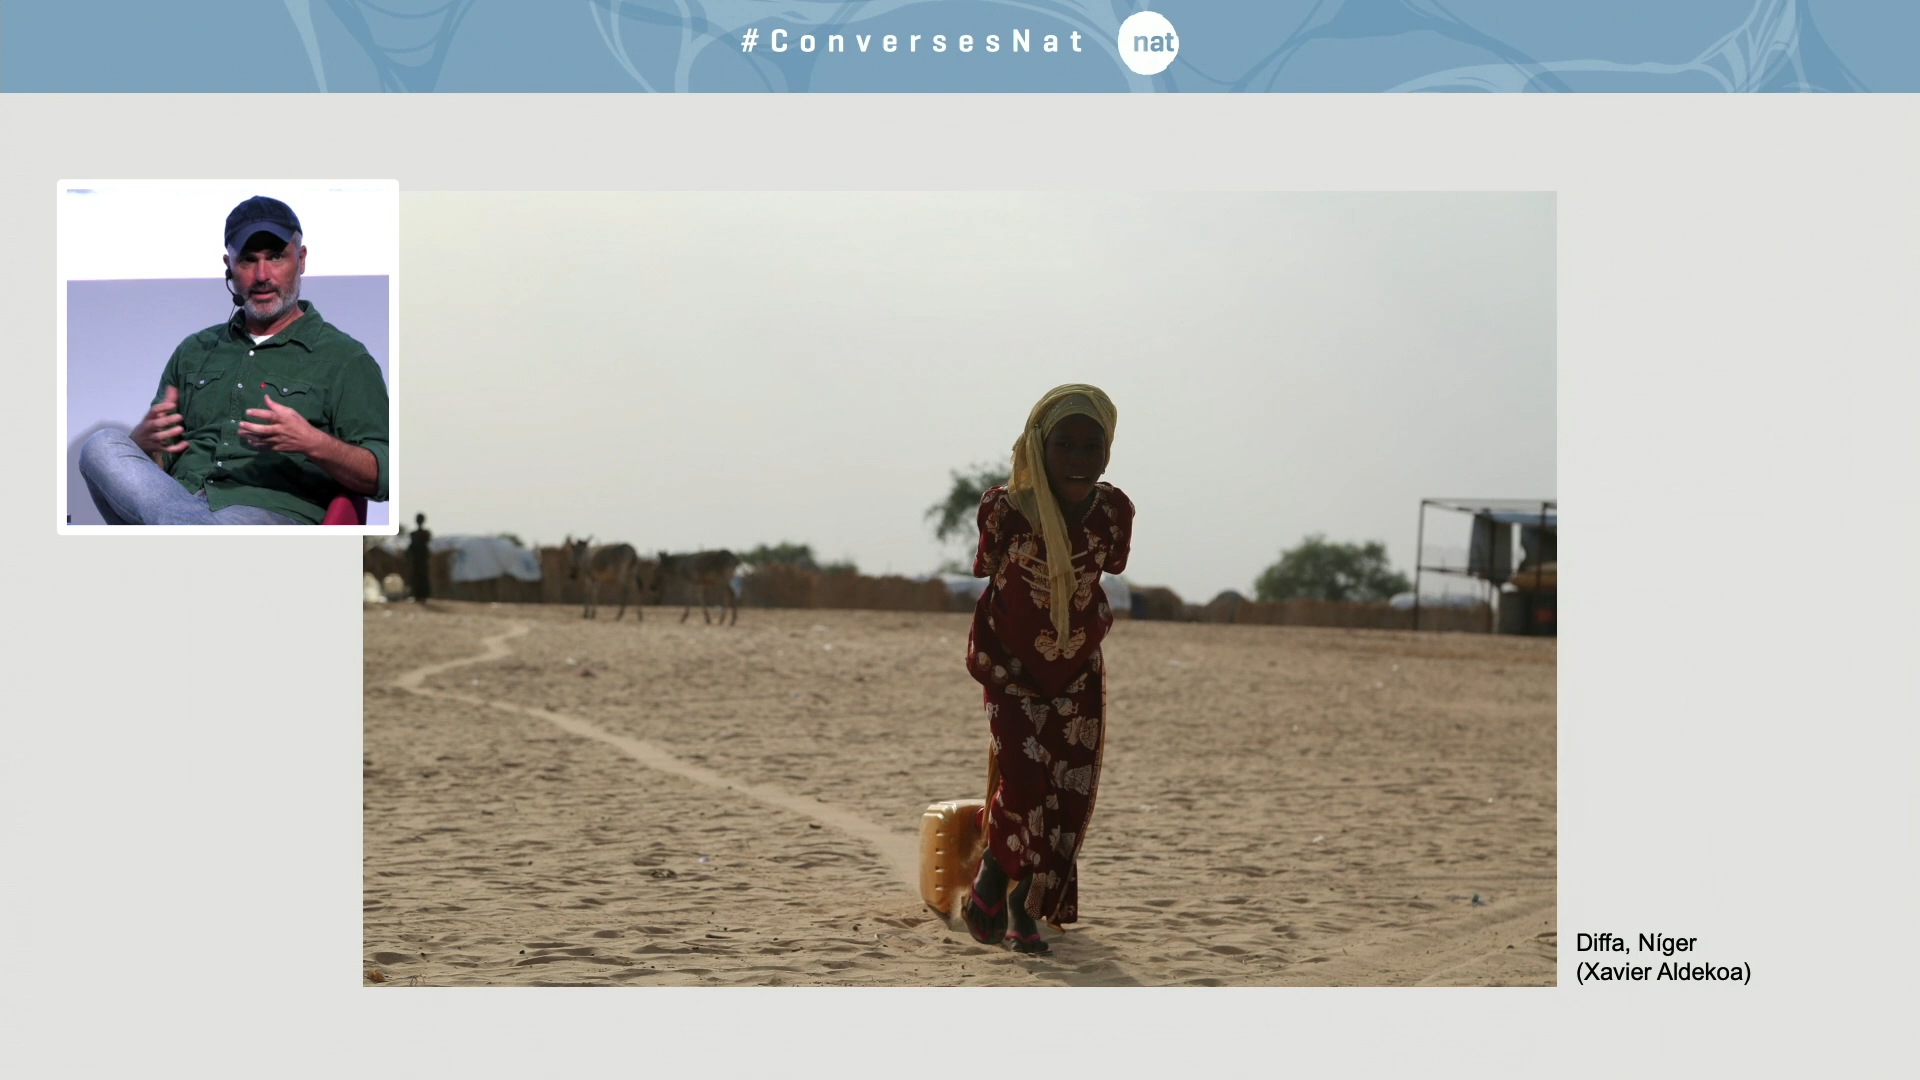 #ConversesNat
nat
Diffa, Níger
(Xavier Aldekoa)